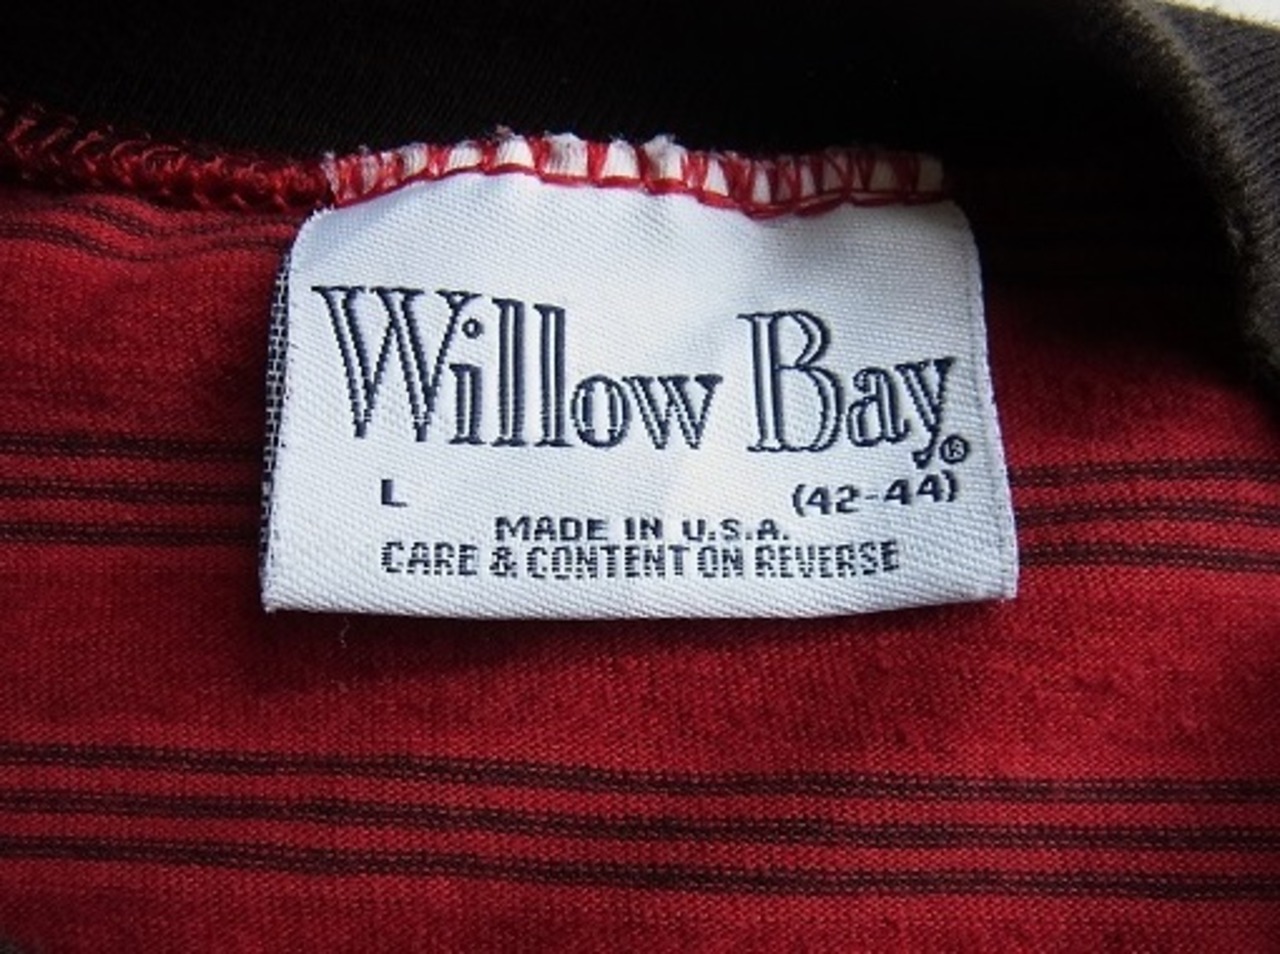 Willow Bay®
L (42-44)
MADE IN U.S.A.
CARE & CONTENT ON REVERSE